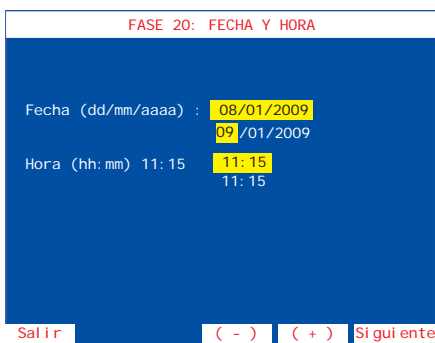 FASE 20: FECHA Y HORA
Fecha (dd/mm/aaaa) : 08/01/2009
09/01/2009
Hora (hh:mm) 11:15 11:15
11:15
Salir ( - ) ( + ) Siguiente